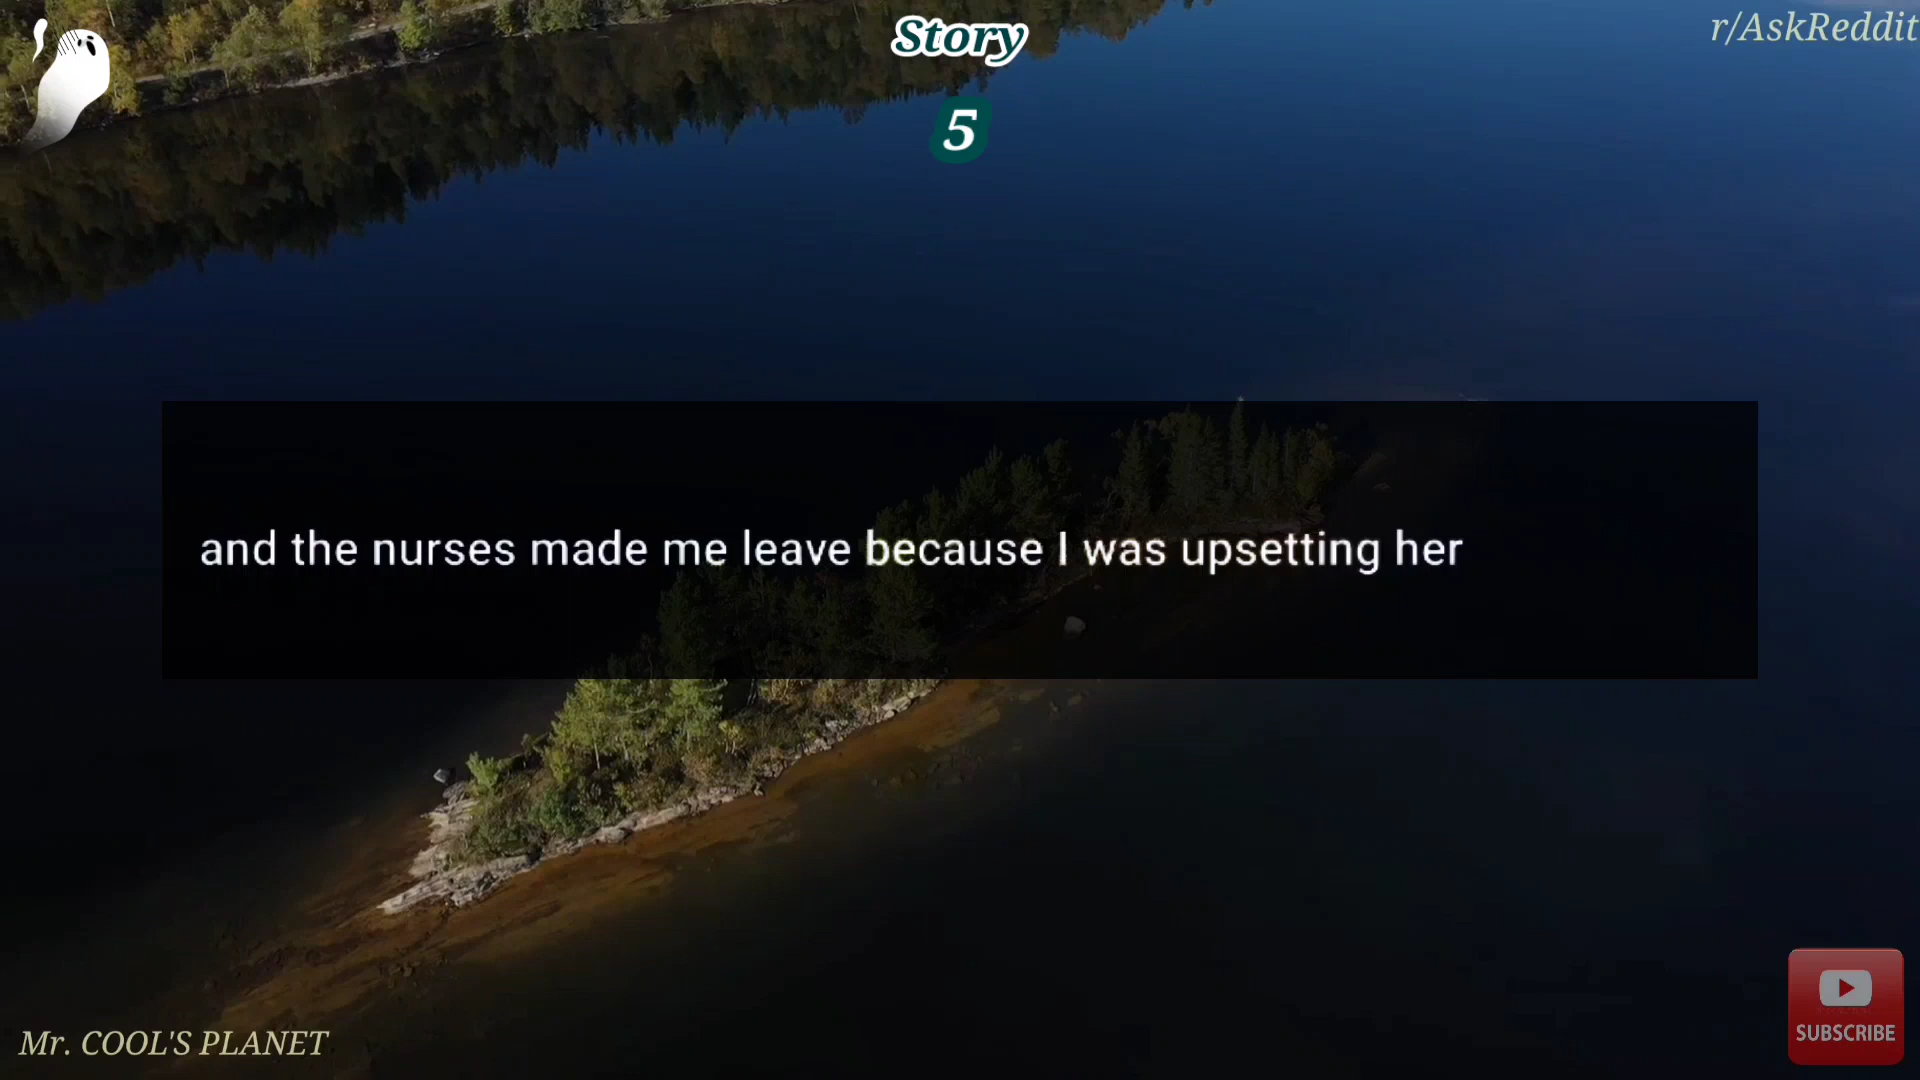 Story
r/AskReddit
5
and the nurses made me leave because I was upsetting her
Mr. COOL'S PLANET
SUBSCRIBE